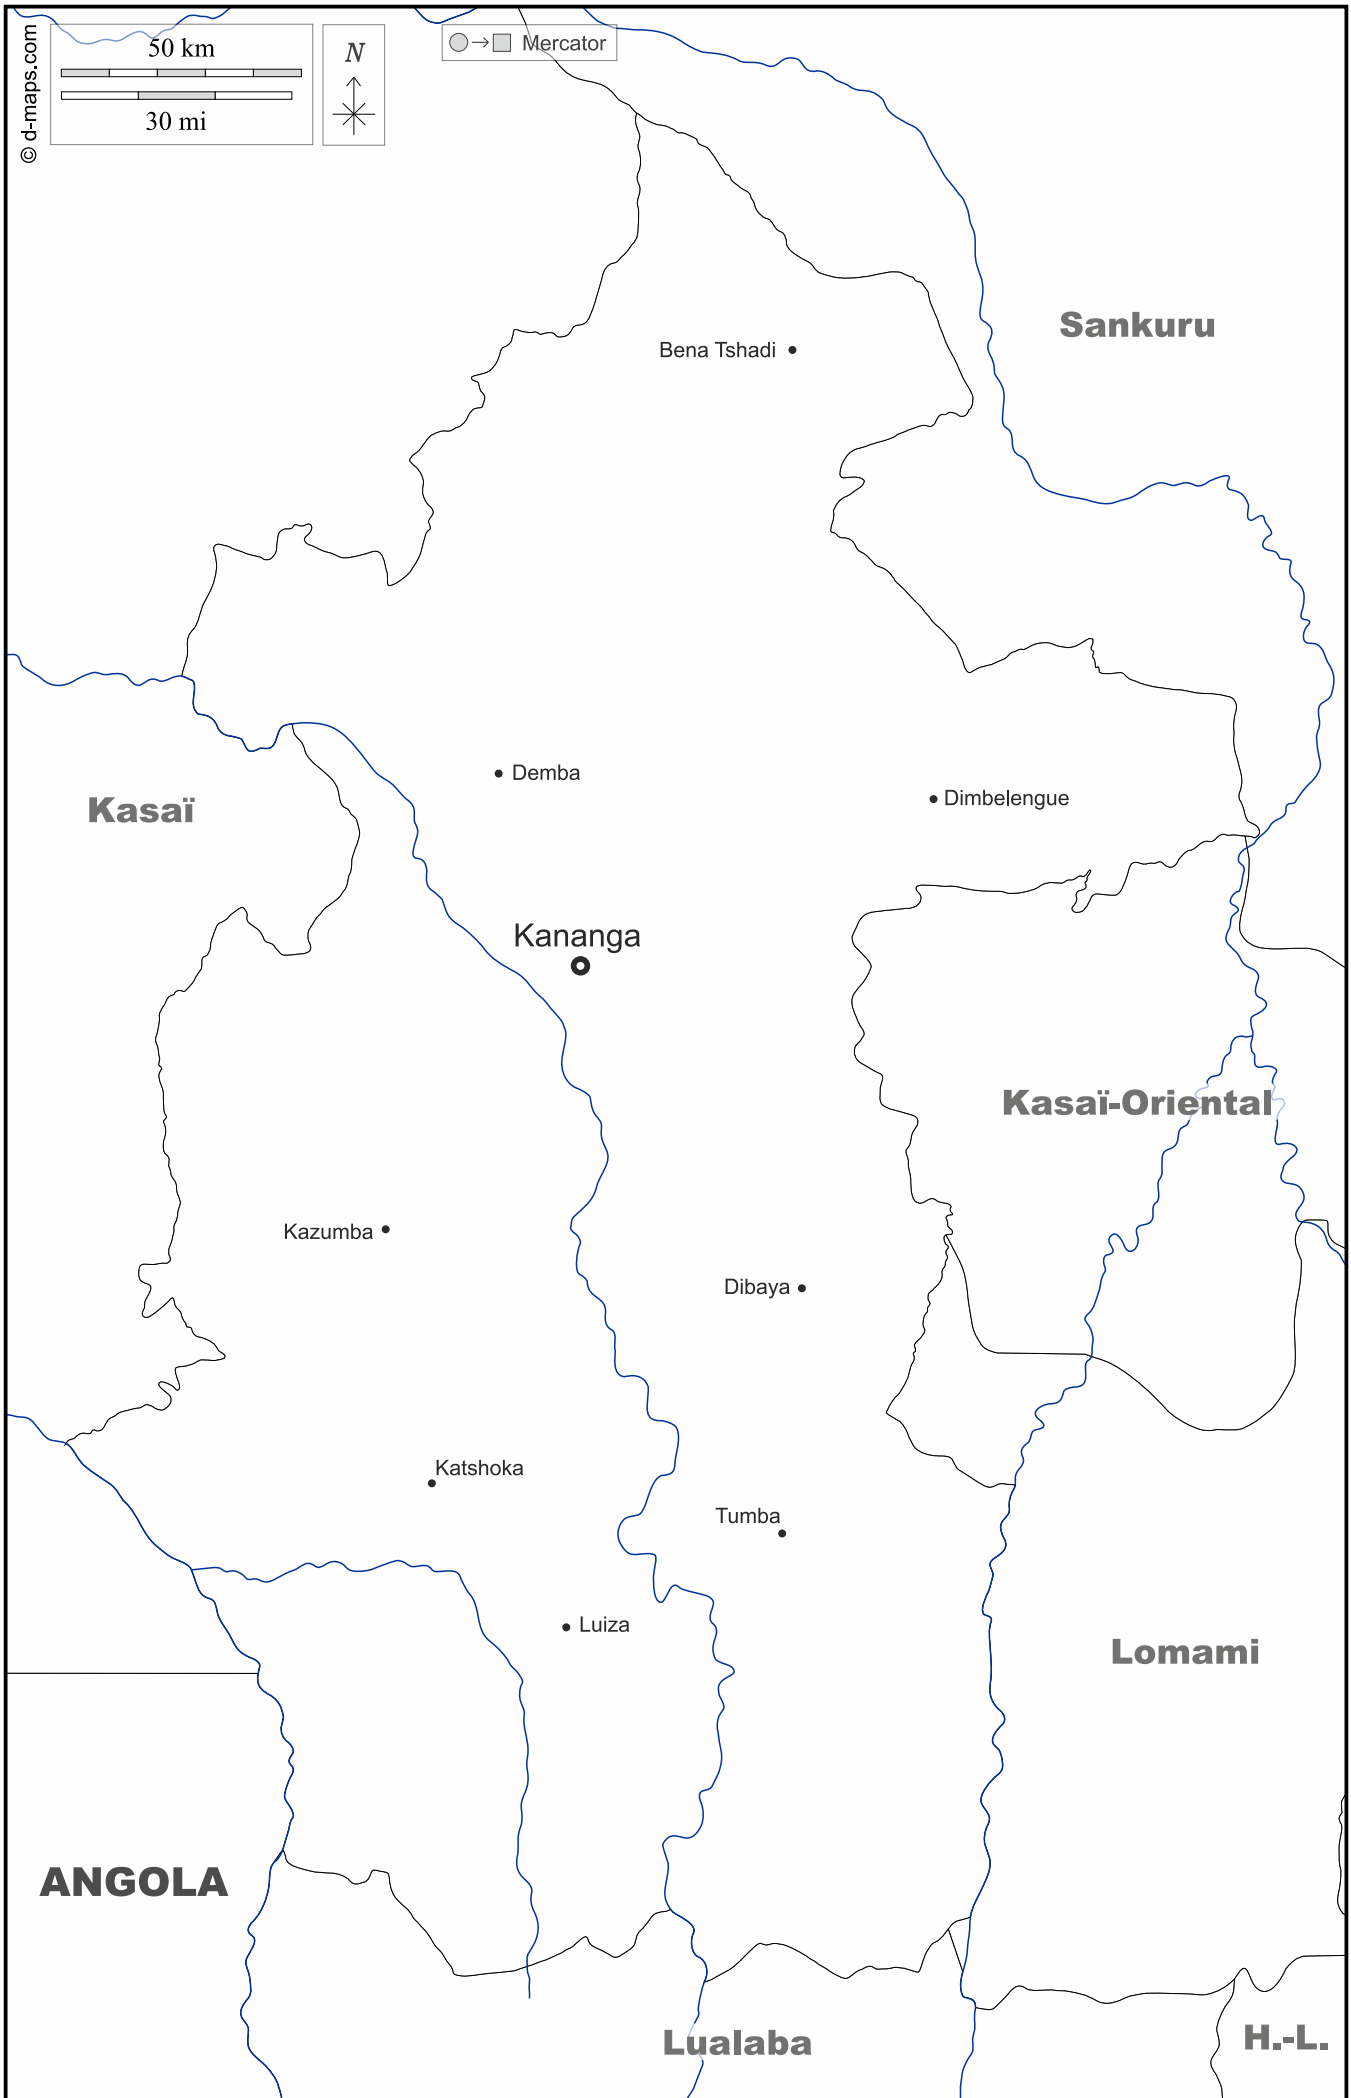 © d-maps.com
50 km
30 mi
N
Mercator
Sankuru
Bena Tshadi
Demba
Dimbelengue
Kasaï
Kananga
Kasaï-Oriental
Kazumba
Dibaya
Katshoka
Tumba
Luiza
Lomami
ANGOLA
Lualaba
H.-L.